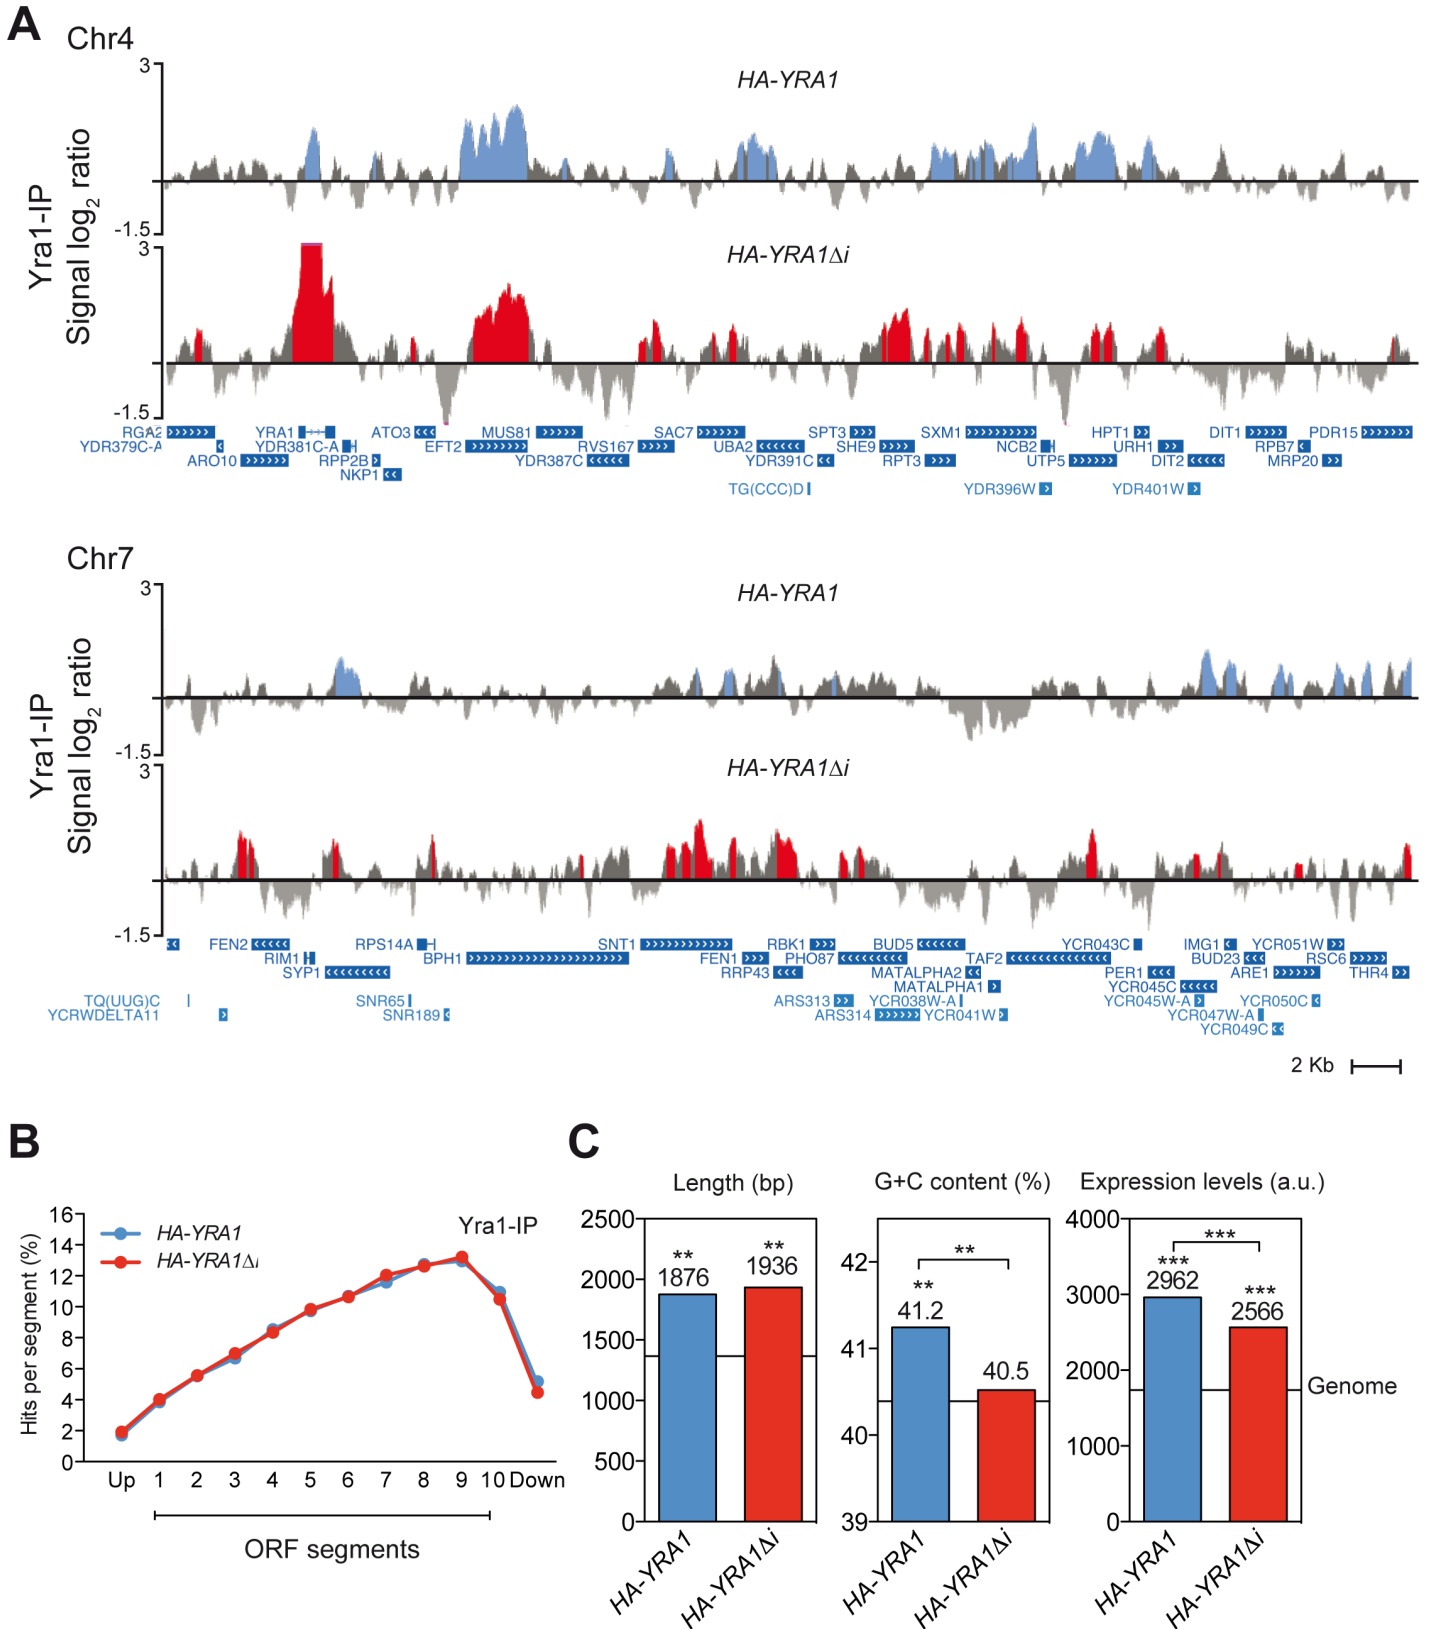 A
Chr4
Yra1-IP
Signal log2 ratio
3
HA-YRA1
-1.5
3
HA-YRA1Δi
-1.5
RGA2 YRA1 ATO3 MUS81 SAC7 SPT3 SXM1 HPT1 DIT1 PDR15
YDR379C-A YDR381C-A EFT2 RVS167 UBA2 SHE9 NCB2 URH1 RPB7
ARO10 RPP2B YDR387C YDR391C RPT3 UTP5 DIT2 MRP20
NKP1
TG(CCC)D YDR396W YDR401W
Chr7
Yra1-IP
Signal log2 ratio
3
HA-YRA1
-1.5
3
HA-YRA1Δi
-1.5
FEN2 RPS14A SNT1 RBK1 BUD5 YCR043C IMG1 YCR051W
RIM1 BPH1 FEN1 PHO87 TAF2 BUD23 RSC6
SYP1 RRP43 MATALPHA2 PER1 ARE1 THR4
MATALPHA1 YCR045C
TQ(UUG)C SNR65 ARS313 YCR038W-A YCR045W-A YCR050C
YCRWDELTA11 SNR189 ARS314 YCR041W YCR047W-A
YCR049C
2 Kb
B
Hits per segment (%)
16
14
12
10
8
6
4
2
0
HA-YRA1
HA-YRA1Δi
Yra1-IP
Up 1 2 3 4 5 6 7 8 9 10 Down
ORF segments
C
Length (bp)
2500
2000
1500
1000
500
0
**
1876
**
1936
HA-YRA1
HA-YRA1Δi
G+C content (%)
42
41
40
39
**
**
41.2
40.5
HA-YRA1
HA-YRA1Δi
Expression levels (a.u.)
4000
3000
2000
1000
0
***
***
2962
***
2566
Genome
HA-YRA1
HA-YRA1Δi